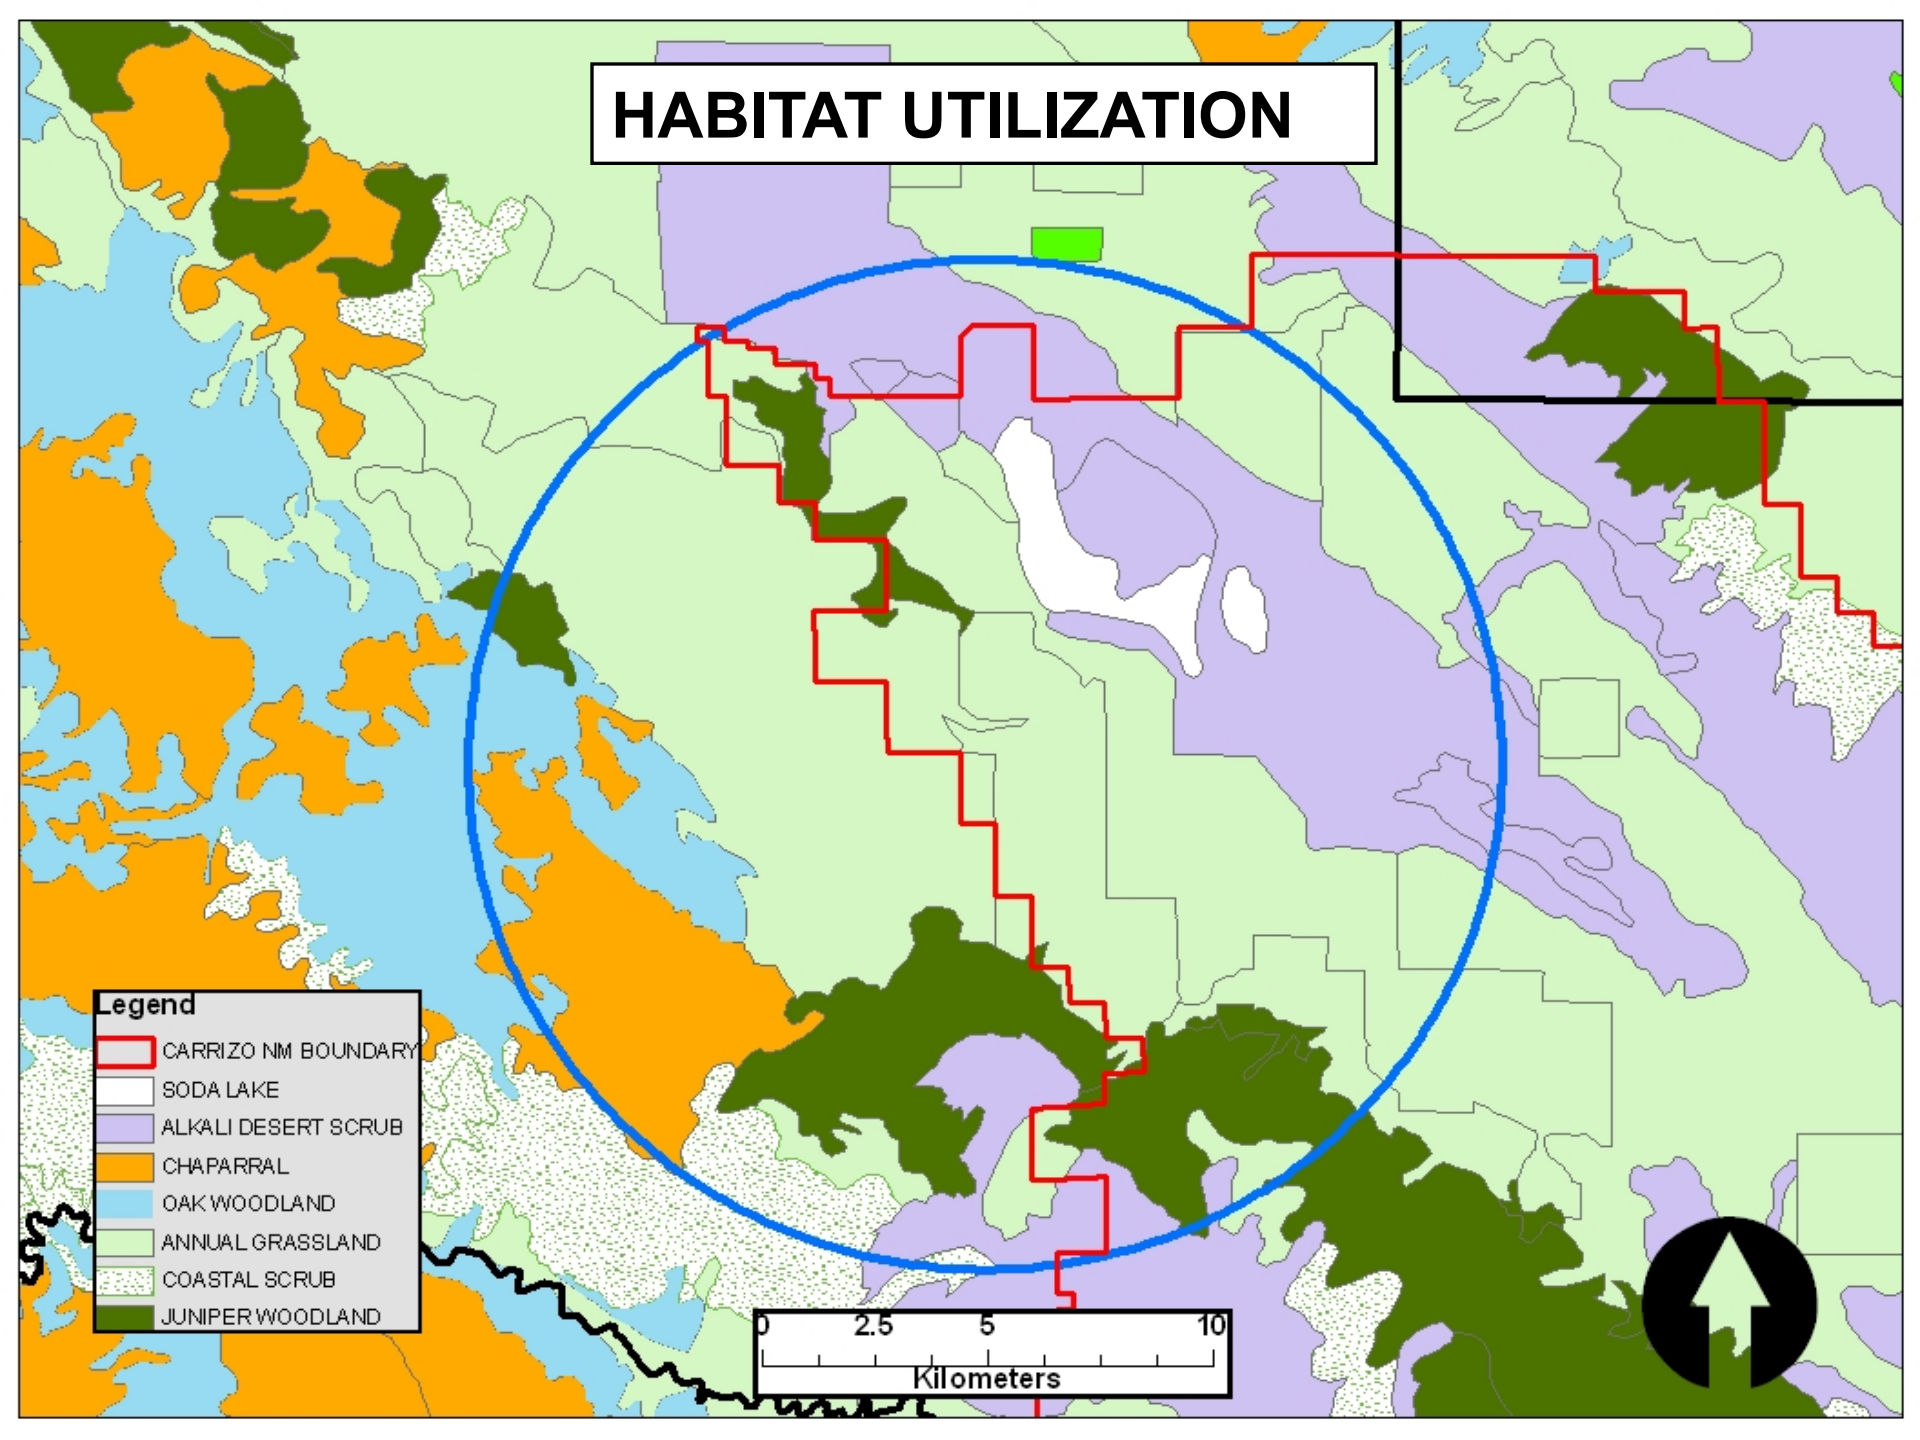 HABITAT UTILIZATION
Legend
CARRIZO NM BOUNDARY
SODA LAKE
ALKALI DESERT SCRUB
CHAPARRAL
OAK WOODLAND
ANNUAL GRASSLAND
COASTAL SCRUB
JUNIPER WOODLAND
0 2.5 5 10
Kilometers